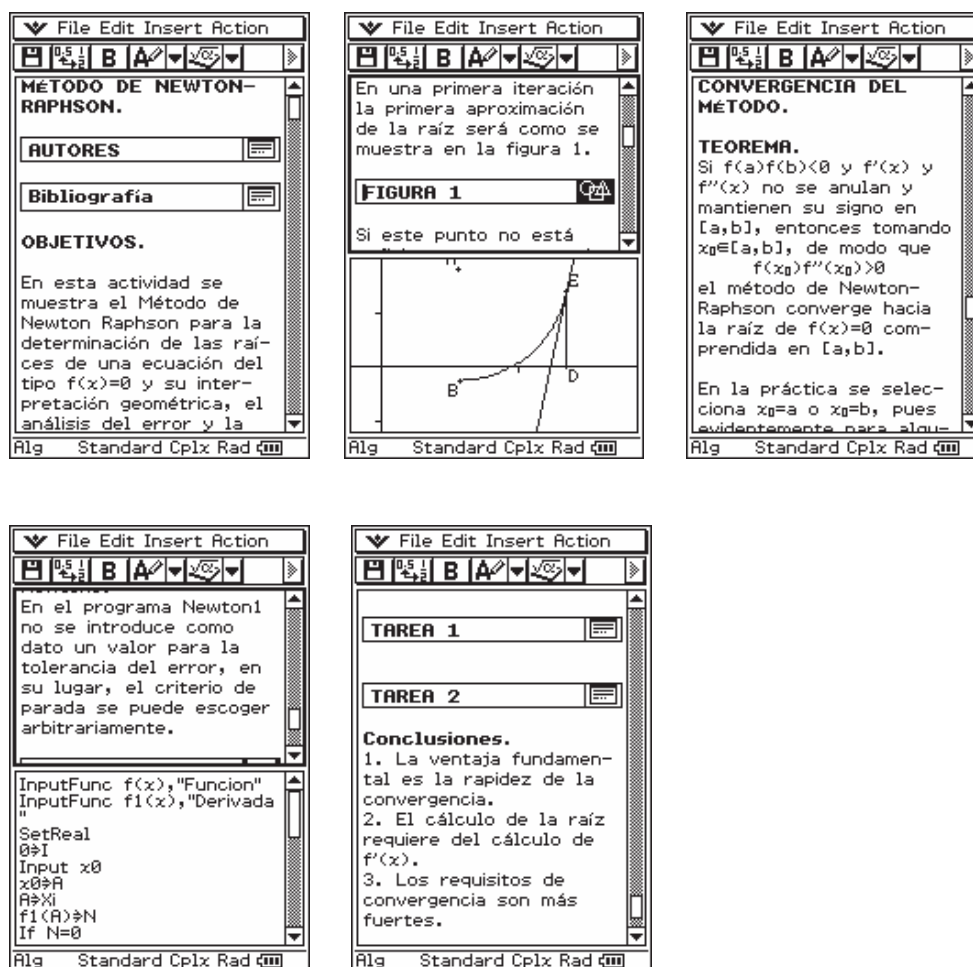 File Edit Insert Action
B
MÉTODO DE NEWTON-
RAPHSON.
AUTORES
Bibliografía
OBJETIVOS.
En esta actividad se
muestra el Método de
Newton Raphson para la
determinación de las raí-
ces de una ecuación del
tipo f(x)=0 y su inter-
pretación geométrica, el
análisis del error y la
Alg Standard Cplx Rad
File Edit Insert Action
B
En una primera iteración
la primera aproximación
de la raíz será como se
muestra en la figura 1.
FIGURA 1
Si este punto no está
E
B
D
Alg Standard Cplx Rad
File Edit Insert Action
B
CONVERGENCIA DEL
MÉTODO.
TEOREMA.
Si f(a)f(b)<0 y f'(x) y
f''(x) no se anulan y
mantienen su signo en
[a,b], entonces tomando
x₀∈[a,b], de modo que
f(x₀)f''(x₀)>0
el método de Newton-
Raphson converge hacia
la raíz de f(x)=0 com-
prendida en [a,b].
En la práctica se selec-
ciona x₀=a o x₀=b, pues
evidentemente para algu-
Alg Standard Cplx Rad
File Edit Insert Action
B
En el programa Newton1
no se introduce como
dato un valor para la
tolerancia del error, en
su lugar, el criterio de
parada se puede escoger
arbitrariamente.
InputFunc f(x),"Funcion"
InputFunc f1(x),"Derivada
"
SetReal
0⇒I
Input x0
x0⇒A
A⇒Xi
f1(A)⇒N
If N=0
Alg Standard Cplx Rad
File Edit Insert Action
B
TAREA 1
TAREA 2
Conclusiones.
1. La ventaja fundamen-
tal es la rapidez de la
convergencia.
2. El cálculo de la raíz
requiere del cálculo de
f'(x).
3. Los requisitos de
convergencia son más
fuertes.
Alg Standard Cplx Rad